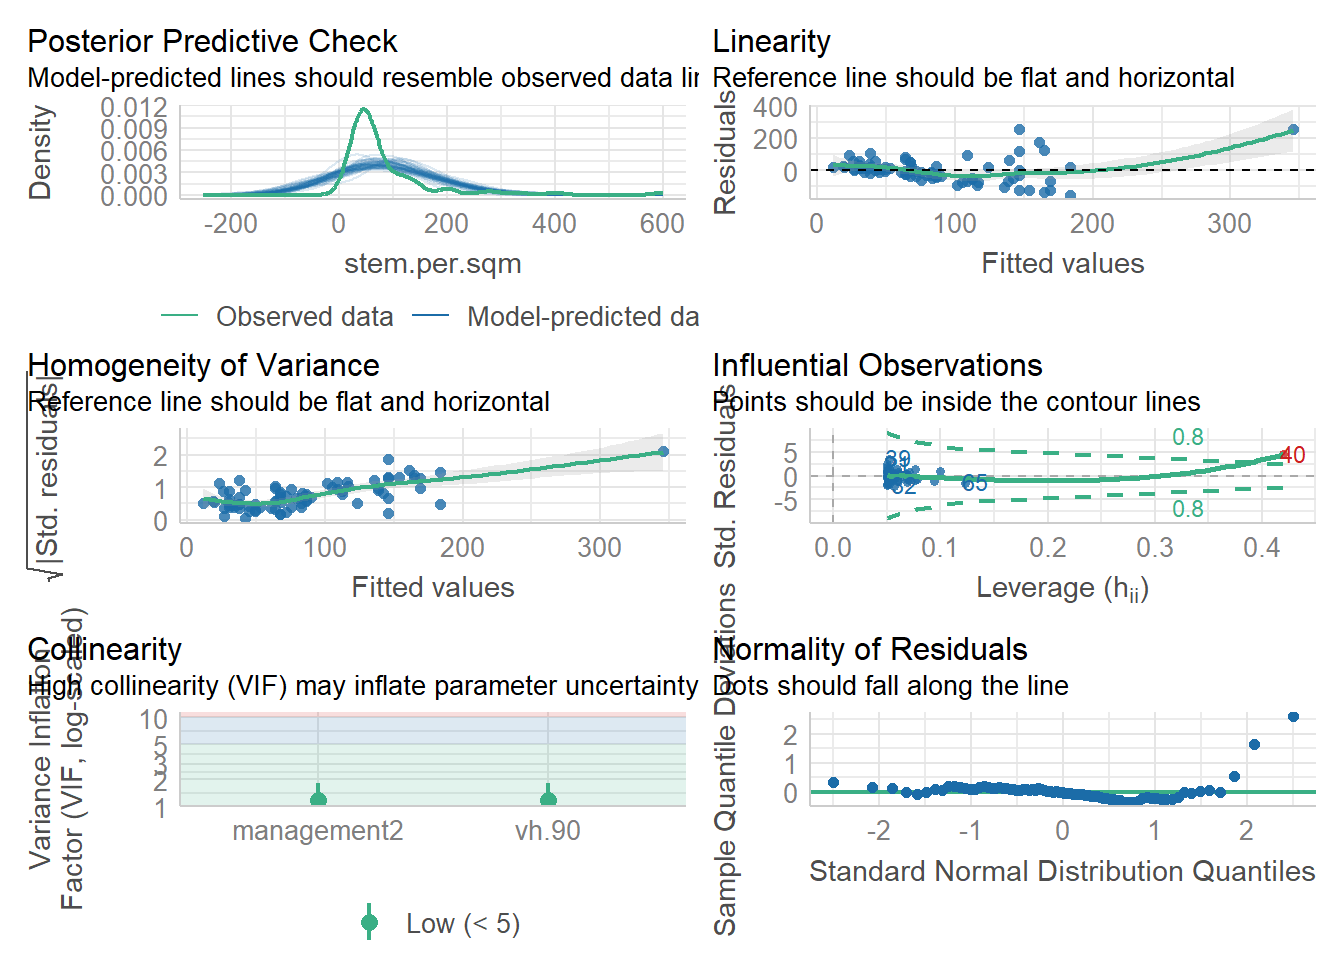 Posterior Predictive Check
Model-predicted lines should resemble observed data lin
Density
0.012
0.009
0.006
0.003
0.000
-200 0 200 400 600
stem.per.sqm
Observed data Model-predicted da
Linearity
Reference line should be flat and horizontal
Residuals
400
200
0
0 100 200 300
Fitted values
Homogeneity of Variance
Reference line should be flat and horizontal
√|Std. residuals|
2
1
0
0 100 200 300
Fitted values
Influential Observations
Points should be inside the contour lines
Std. Residuals
5
0
-5
0.8
0.8
40
39
65
0.0 0.1 0.2 0.3 0.4
Leverage (hii)
Collinearity
High collinearity (VIF) may inflate parameter uncertainty
Variance Inflation
Factor (VIF, log-scaled)
10
5
3
2
1
management2 vh.90
Low (< 5)
Normality of Residuals
Dots should fall along the line
Sample Quantile Deviations
2
1
0
-2 -1 0 1 2
Standard Normal Distribution Quantiles